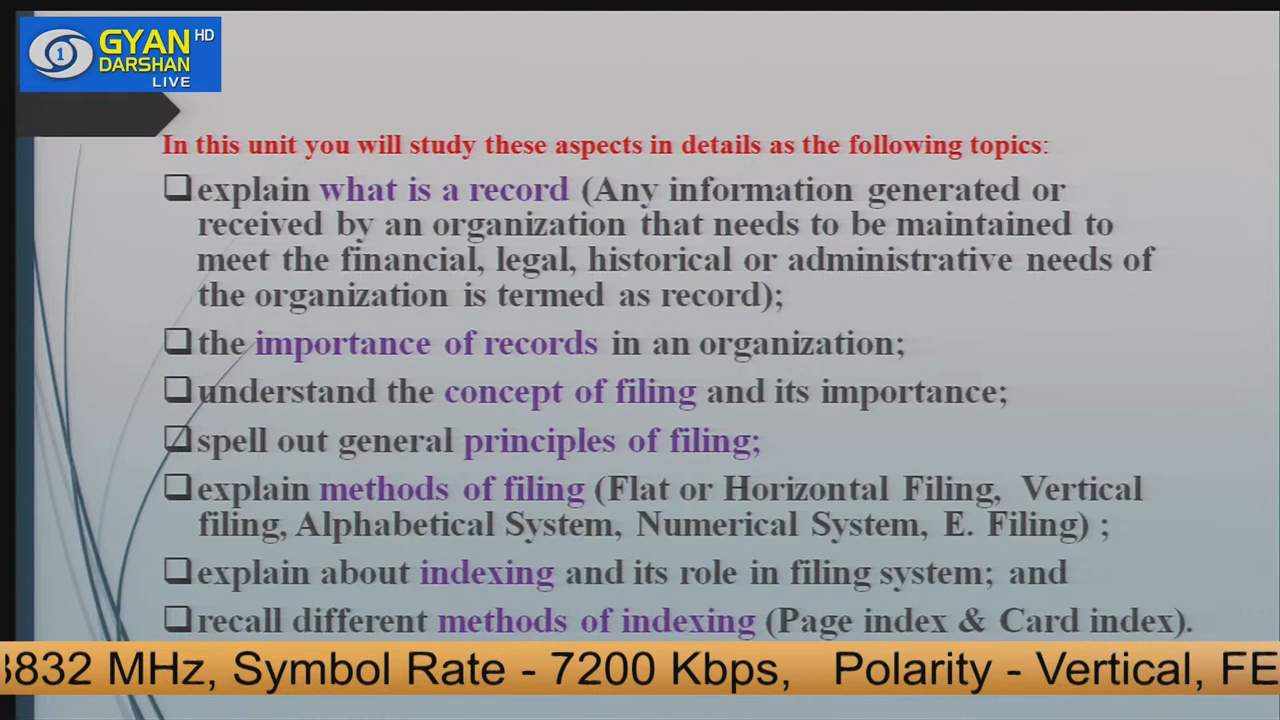 GYAN HD
DARSHAN
1
LIVE
In this unit you will study these aspects in details as the following topics:
explain what is a record (Any information generated or
received by an organization that needs to be maintained to
meet the financial, legal, historical or administrative needs of
the organization is termed as record);
the importance of records in an organization;
understand the concept of filing and its importance;
spell out general principles of filing;
explain methods of filing (Flat or Horizontal Filing, Vertical
filing, Alphabetical System, Numerical System, E. Filing) ;
explain about indexing and its role in filing system; and
recall different methods of indexing (Page index & Card index).
3832 MHz, Symbol Rate - 7200 Kbps, Polarity - Vertical, FE